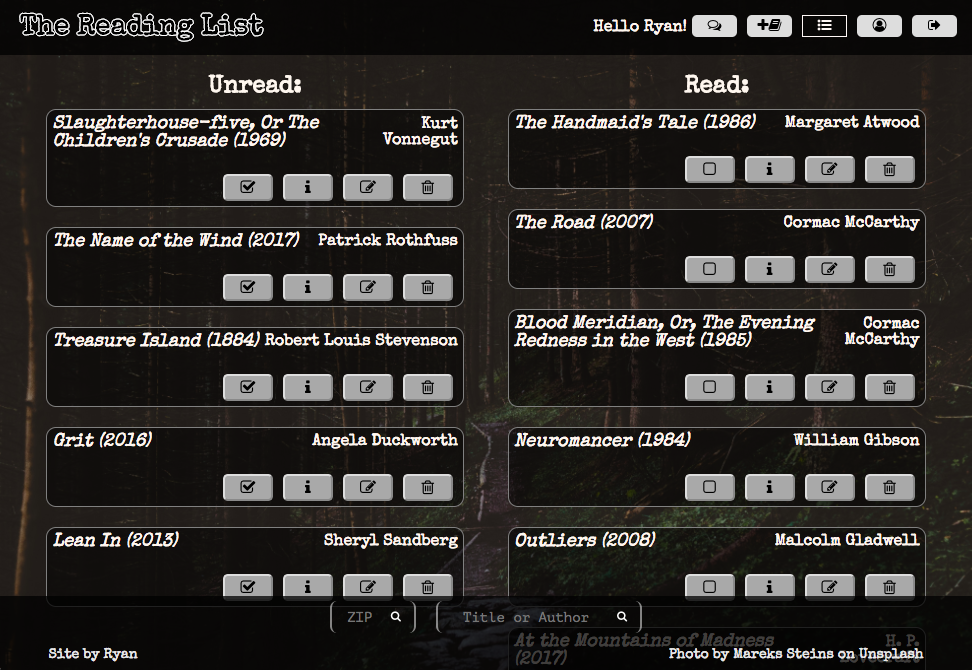 The Reading List
Hello Ryan!
Unread:
Slaughterhouse-five, Or The
Children's Crusade (1969)
Kurt
Vonnegut
The Name of the Wind (2017)
Patrick Rothfuss
Treasure Island (1884)
Robert Louis Stevenson
Grit (2016)
Angela Duckworth
Lean In (2013)
Sheryl Sandberg
Read:
The Handmaid's Tale (1986)
Margaret Atwood
The Road (2007)
Cormac McCarthy
Blood Meridian, Or, The Evening
Redness in the West (1985)
Cormac
McCarthy
Neuromancer (1984)
William Gibson
Outliers (2008)
Malcolm Gladwell
At the Mountains of Madness
(2017)
H. P.
Lovecraft
ZIP
Title or Author
Site by Ryan
Photo by Mareks Steins on Unsplash